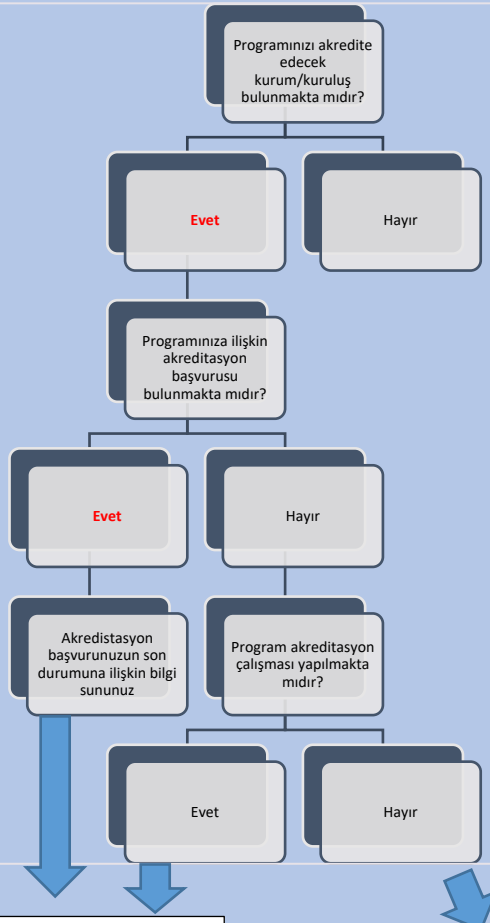 Programınızı akredite
edecek
kurum/kuruluş
bulunmakta mıdır?
Evet
Hayır
Programınıza ilişkin
akreditasyon
başvurusu
bulunmakta mıdır?
Evet
Hayır
Akredistasyon
başvurunuzun son
durumuna ilişkin bilgi
sununuz
Program akreditasyon
çalışması yapılmakta
mıdır?
Evet
Hayır